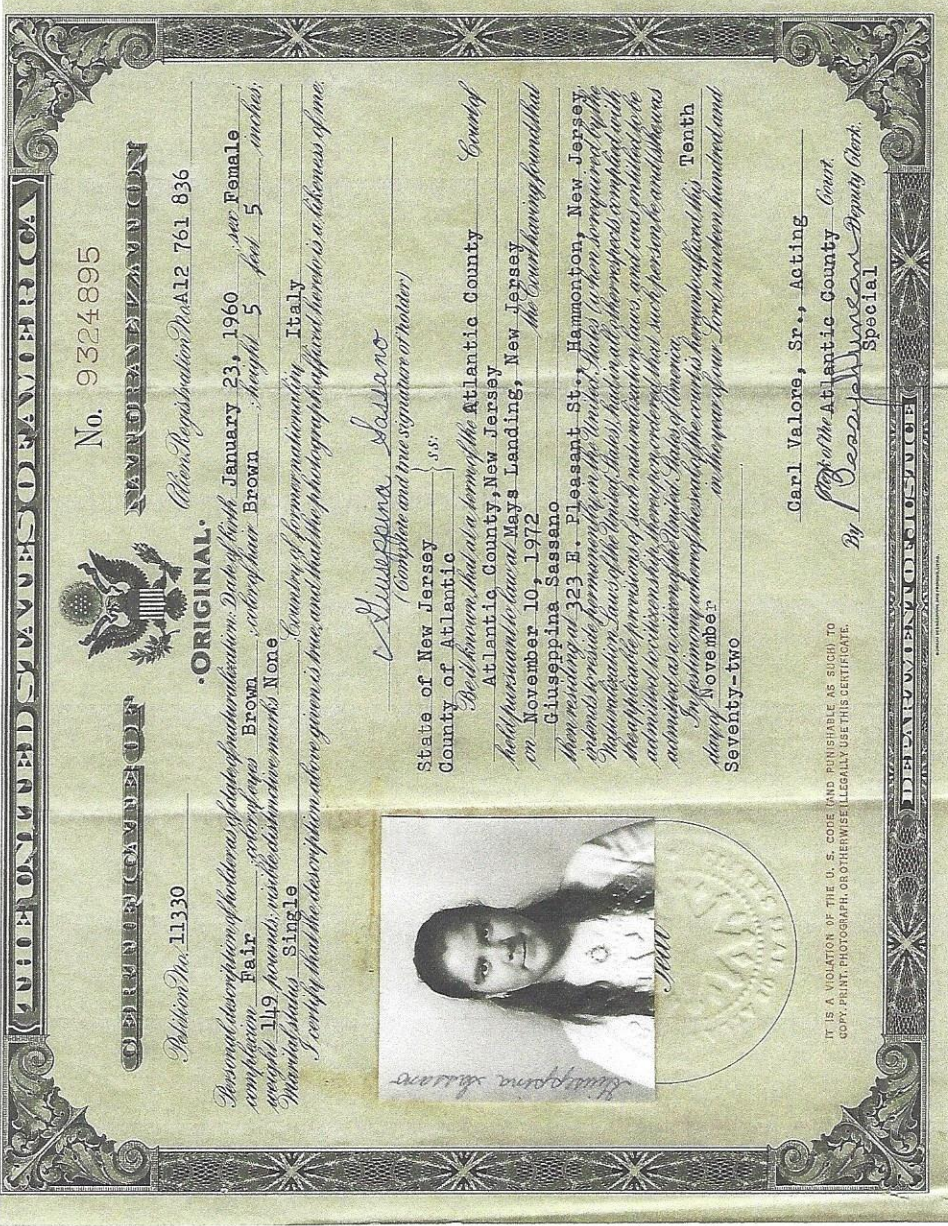 THE UNITED STATES OF AMERICA
No. 9324895
CERTIFICATE OF NATURALIZATION
ORIGINAL
Petition No. 11330 Alien Registration No. A12 761 836
Personal description of holder as of date of naturalization: Date of birth January 23, 1960 ; sex Female
complexion Fair ; color of eyes Brown ; color of hair Brown ; height 5 feet 5 inches;
weight 149 pounds; visible distinctive marks None
Marital status Single Country of former nationality Italy
I certify that the description above given is true, and that the photograph affixed hereto is a likeness of me.
Giuseppina Sassano
(Complete and true signature of holder)
State of New Jersey
County of Atlantic } ss:
Be it known, that at a term of the Atlantic County County of
Atlantic County, New Jersey
held pursuant to law at Mays Landing, New Jersey
on November 10, 1972 the Court having found that
Giuseppina Sassano
then residing at 323 E. Pleasant St., Hammonton, New Jersey
intends to reside permanently in the United States (when so required by the
Naturalization Laws of the United States), had in all other respects complied with
the applicable provisions of such naturalization laws, and was entitled to be
admitted to citizenship, thereupon ordered that such person be and (s)he was
admitted as a citizen of the United States of America.
In testimony whereof the seal of the court is hereunto affixed this Tenth
day of November in the year of our Lord nineteen hundred and
Seventy-two
Giuseppina Sassano
Seal
Carl Valore, Sr., Acting
Clerk of the Atlantic County Court.
By Deputy Clerk.
Special
IT IS A VIOLATION OF THE U. S. CODE (AND PUNISHABLE AS SUCH) TO
COPY, PRINT, PHOTOGRAPH, OR OTHERWISE ILLEGALLY USE THIS CERTIFICATE.
DEPARTMENT OF JUSTICE